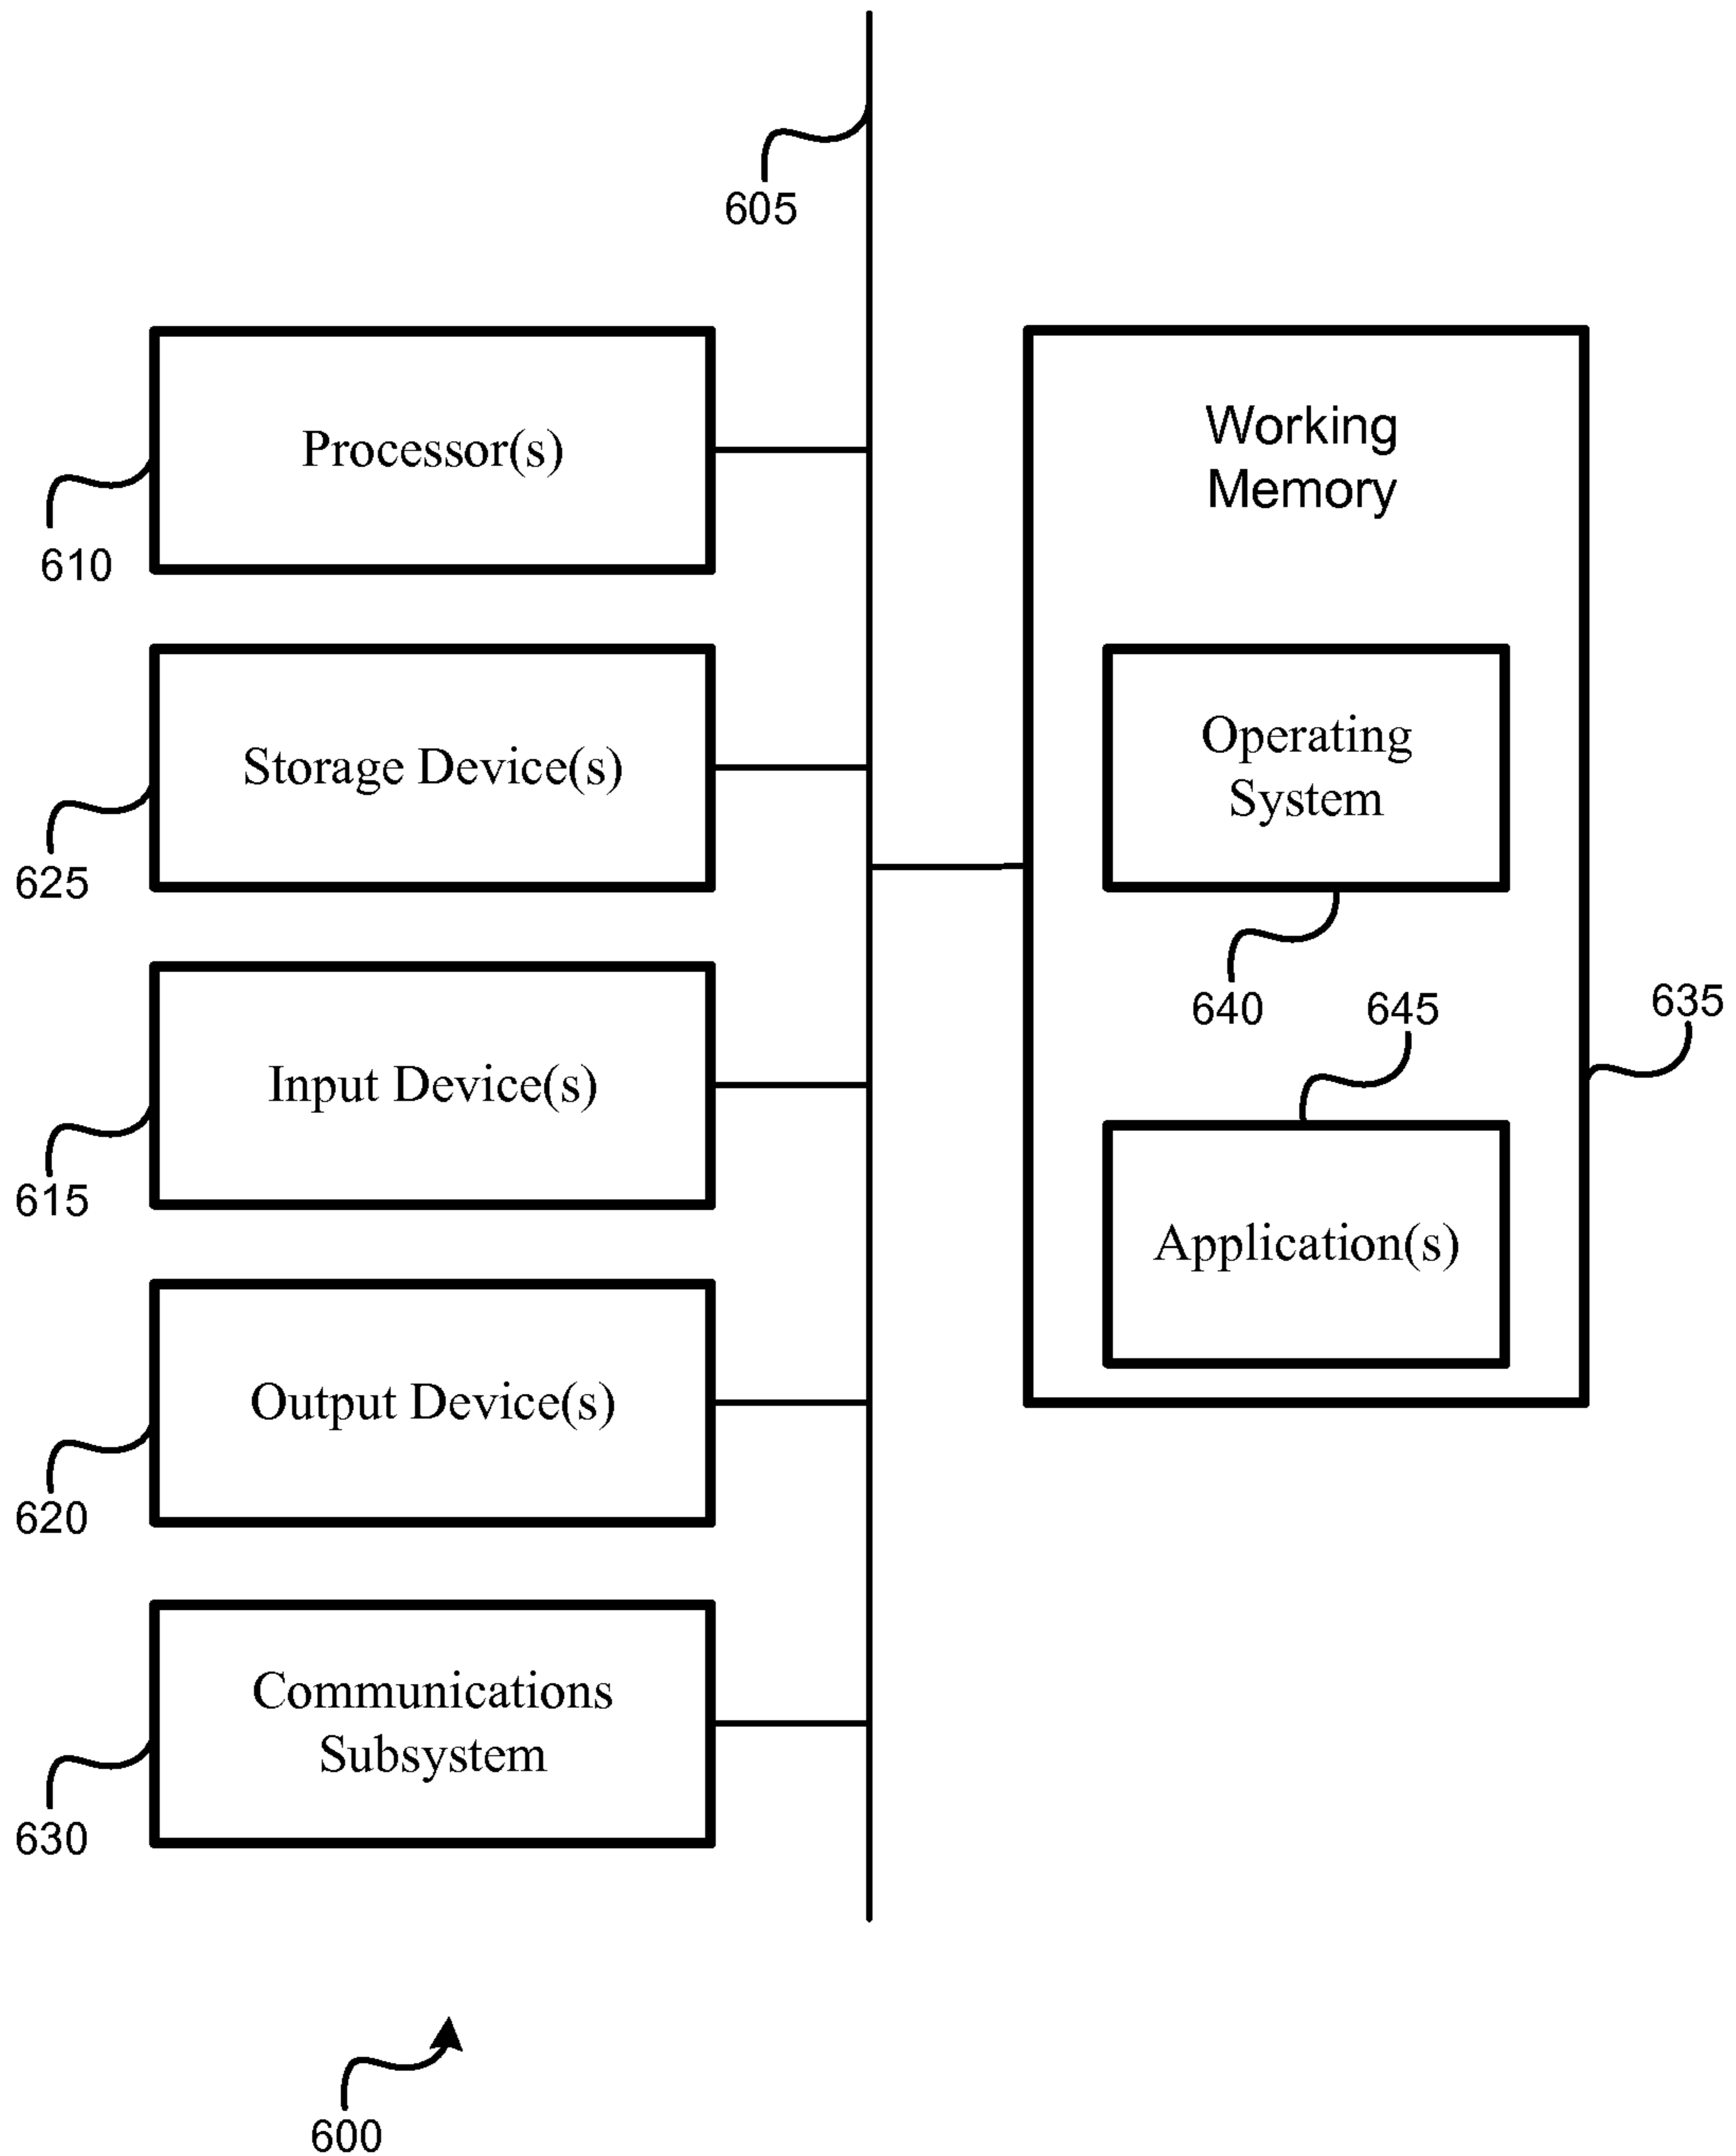 605
Processor(s)
610
Storage Device(s)
625
Input Device(s)
615
Output Device(s)
620
Communications
Subsystem
630
Working
Memory
Operating
System
640
645
635
Application(s)
600